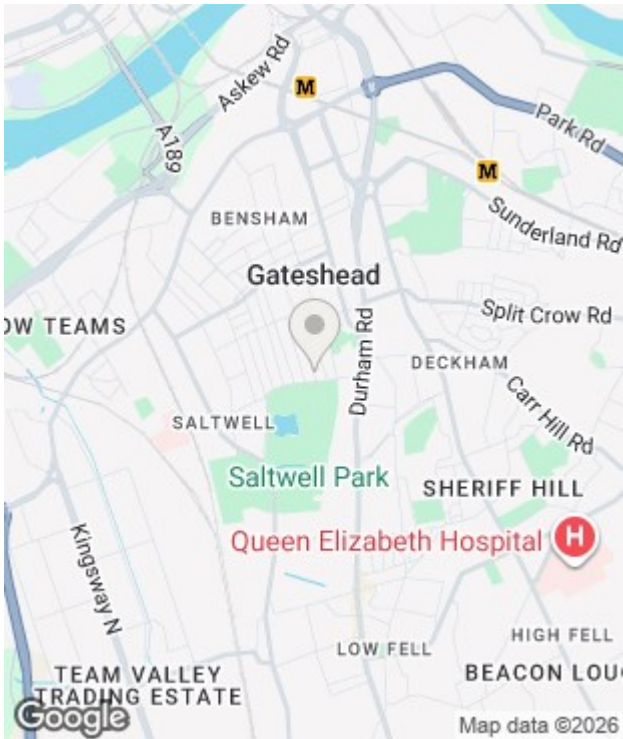 Askew Rd
M
A189
Park Rd
M
BENSHAM
Sunderland Rd
Gateshead
OW TEAMS
Split Crow Rd
Durham Rd
DECKHAM
Carr Hill Rd
SALTWELL
Saltwell Park
SHERIFF HILL
Queen Elizabeth Hospital
H
Kingsway N
LOW FELL
HIGH FELL
TEAM VALLEY
TRADING ESTATE
BEACON LOUG
Google
Map data ©2026